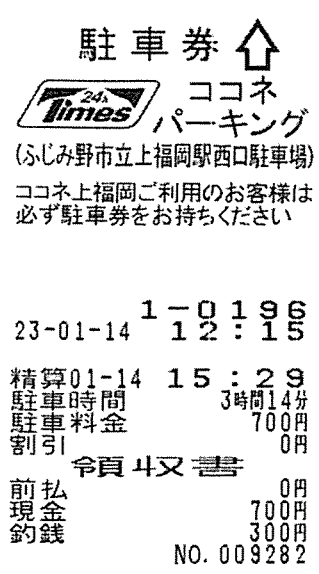 駐車券
24h
Times
ココネ
パーキング
(ふじみ野市立上福岡駅西口駐車場)
ココネ上福岡ご利用のお客様は
必ず駐車券をお持ちください
1-0196
23-01-14 12:15
精算01-14 15:29
駐車時間 3時間14分
駐車料金 700円
割引 0円
領収書
前払 0円
現金 700円
釣銭 300円
NO. 009282